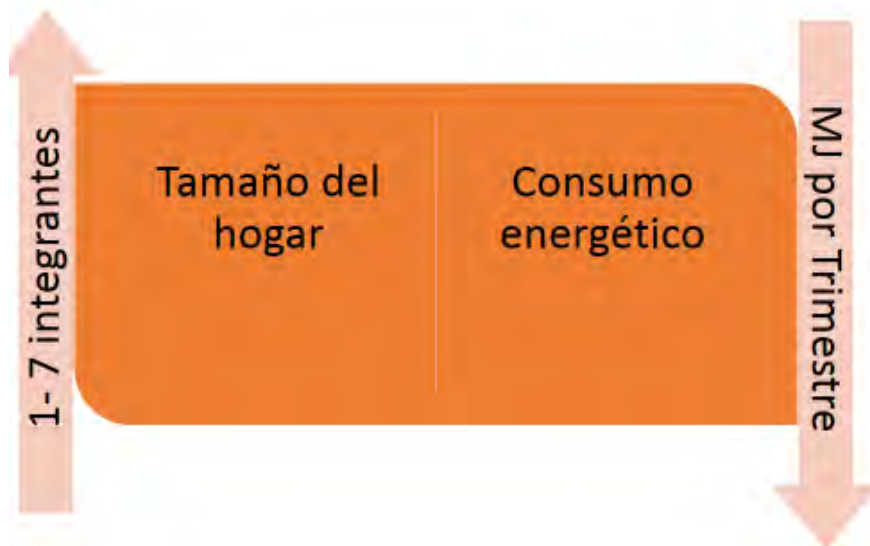 1- 7 integrantes
Tamaño del
hogar
Consumo
energético
MJ por Trimestre